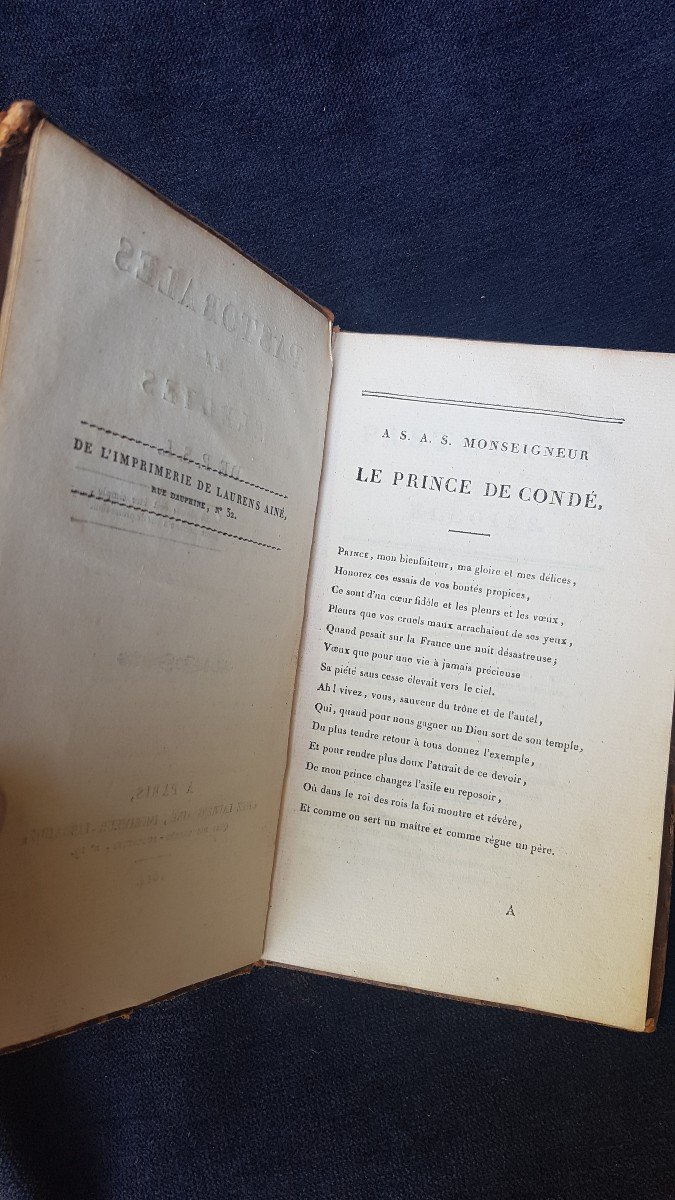 DE L'IMPRIMERIE DE LAURENS AINÉ,
RUE DAUPHINE, Nº 32.
PASTORALES
A PARIS,
A S. A. S. MONSEIGNEUR
LE PRINCE DE CONDÉ.
PRINCE, mon bienfaiteur, ma gloire et mes délices,
Honorez ces essais de vos bontés propices,
Ce sont d'un cœur fidèle et les pleurs et les vœux,
Pleurs que vos cruels maux arrachaient de ses yeux,
Quand pesait sur la France une nuit désastreuse;
Vœux que pour une vie à jamais précieuse
Sa piété sans cesse élevait vers le ciel.
Ah! vivez, vous, sauveur du trône et de l'autel,
Qui, quand pour nous gagner un Dieu sort de son temple,
Du plus tendre retour à tous donnez l'exemple,
Et pour rendre plus doux l'attrait de ce devoir,
De mon prince changez l'asile en reposoir,
Où dans le roi des rois la foi montre et révère,
Et comme on sert un maître et comme règne un père.
A